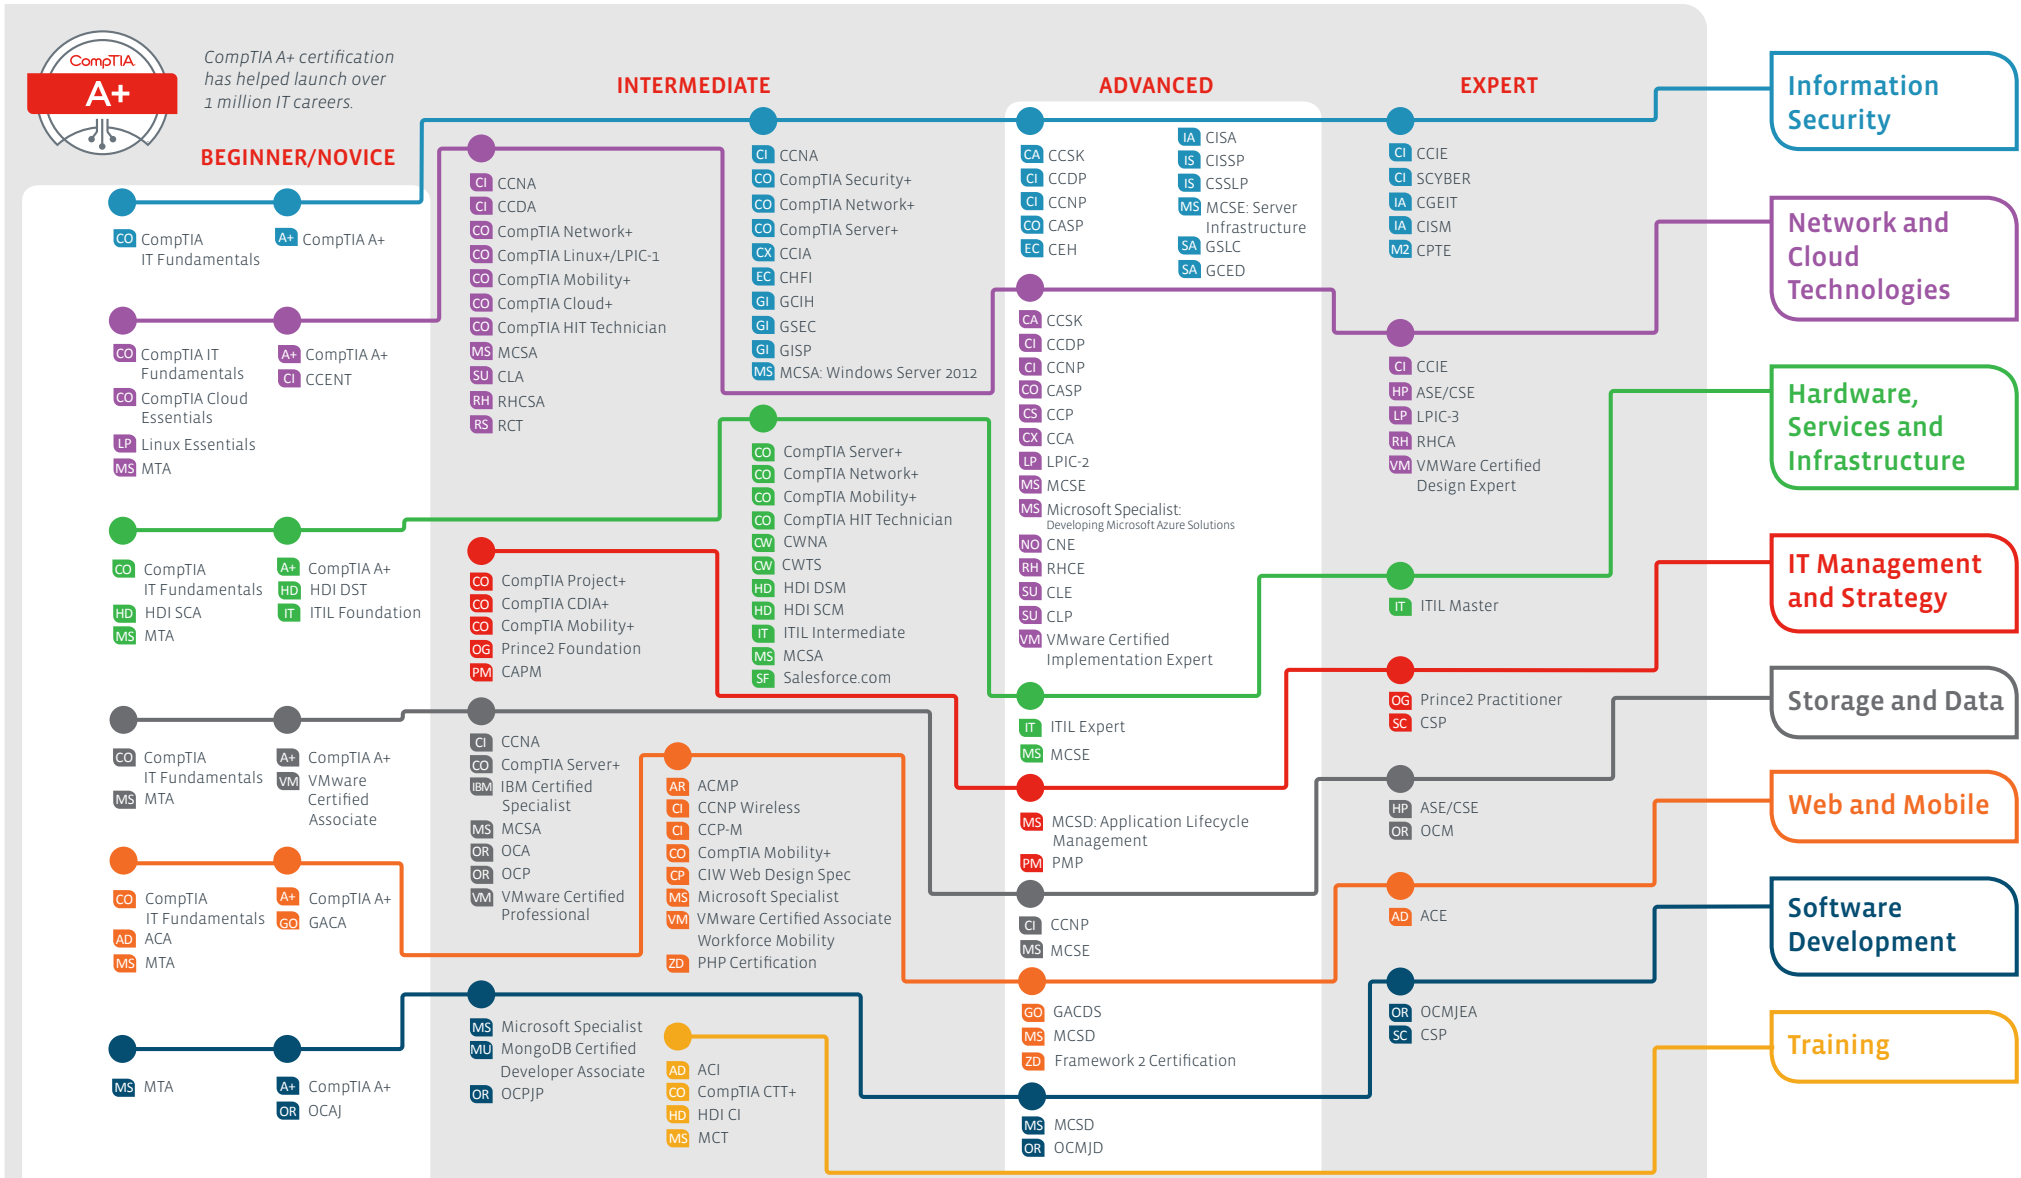 CompTIA.
A+
CompTIA A+ certification
has helped launch over
1 million IT careers.
BEGINNER/NOVICE
INTERMEDIATE
ADVANCED
EXPERT
Information
Security
CO CompTIA
IT Fundamentals
A+ CompTIA A+
CI CCNA
CO CompTIA Security+
CO CompTIA Network+
CO CompTIA Server+
CX CCIA
EC CHFI
GI GCIH
GI GSEC
GI GISP
MS MCSA: Windows Server 2012
CA CCSK
CI CCDP
CI CCNP
CO CASP
EC CEH
IA CISA
IS CISSP
IS CSSLP
MS MCSE: Server
Infrastructure
SA GSLC
SA GCED
CI CCIE
CI SCYBER
IA CGEIT
IA CISM
M2 CPTE
Network and
Cloud
Technologies
CO CompTIA IT
Fundamentals
CO CompTIA Cloud
Essentials
LP Linux Essentials
MS MTA
A+ CompTIA A+
CI CCENT
CI CCNA
CI CCDA
CO CompTIA Network+
CO CompTIA Linux+/LPIC-1
CO CompTIA Mobility+
CO CompTIA Cloud+
CO CompTIA HIT Technician
MS MCSA
SU CLA
RH RHCSA
RS RCT
CA CCSK
CI CCDP
CI CCNP
CO CASP
CS CCP
CX CCA
LP LPIC-2
MS MCSE
MS Microsoft Specialist:
Developing Microsoft Azure Solutions
NO CNE
RH RHCE
SU CLE
SU CLP
VM VMware Certified
Implementation Expert
CI CCIE
HP ASE/CSE
LP LPIC-3
RH RHCA
VM VMWare Certified
Design Expert
Hardware,
Services and
Infrastructure
CO CompTIA
IT Fundamentals
HD HDI SCA
MS MTA
A+ CompTIA A+
HD HDI DST
IT ITIL Foundation
CO CompTIA Server+
CO CompTIA Network+
CO CompTIA Mobility+
CO CompTIA HIT Technician
CW CWNA
CW CWTS
HD HDI DSM
HD HDI SCM
IT ITIL Intermediate
MS MCSA
SF Salesforce.com
IT ITIL Expert
MS MCSE
IT ITIL Master
IT Management
and Strategy
CO CompTIA Project+
CO CompTIA CDIA+
CO CompTIA Mobility+
OG Prince2 Foundation
PM CAPM
MS MCSD: Application Lifecycle
Management
PM PMP
OG Prince2 Practitioner
SC CSP
Storage and Data
CO CompTIA
IT Fundamentals
MS MTA
A+ CompTIA A+
VM VMware
Certified
Associate
CI CCNA
CO CompTIA Server+
IBM IBM Certified
Specialist
MS MCSA
OR OCA
OR OCP
VM VMware Certified
Professional
CI CCNP
MS MCSE
HP ASE/CSE
OR OCM
Web and Mobile
CO CompTIA
IT Fundamentals
AD ACA
MS MTA
A+ CompTIA A+
GO GACA
AR ACMP
CI CCNP Wireless
CI CCP-M
CO CompTIA Mobility+
CP CIW Web Design Spec
MS Microsoft Specialist
VM VMware Certified Associate
Workforce Mobility
ZD PHP Certification
GO GACDS
MS MCSD
ZD Framework 2 Certification
AD ACE
Software
Development
MS MTA
A+ CompTIA A+
OR OCAJ
MS Microsoft Specialist
MU MongoDB Certified
Developer Associate
OR OCPJP
MS MCSD
OR OCMJD
OR OCMJEA
SC CSP
Training
AD ACI
CO CompTIA CTT+
HD HDI CI
MS MCT